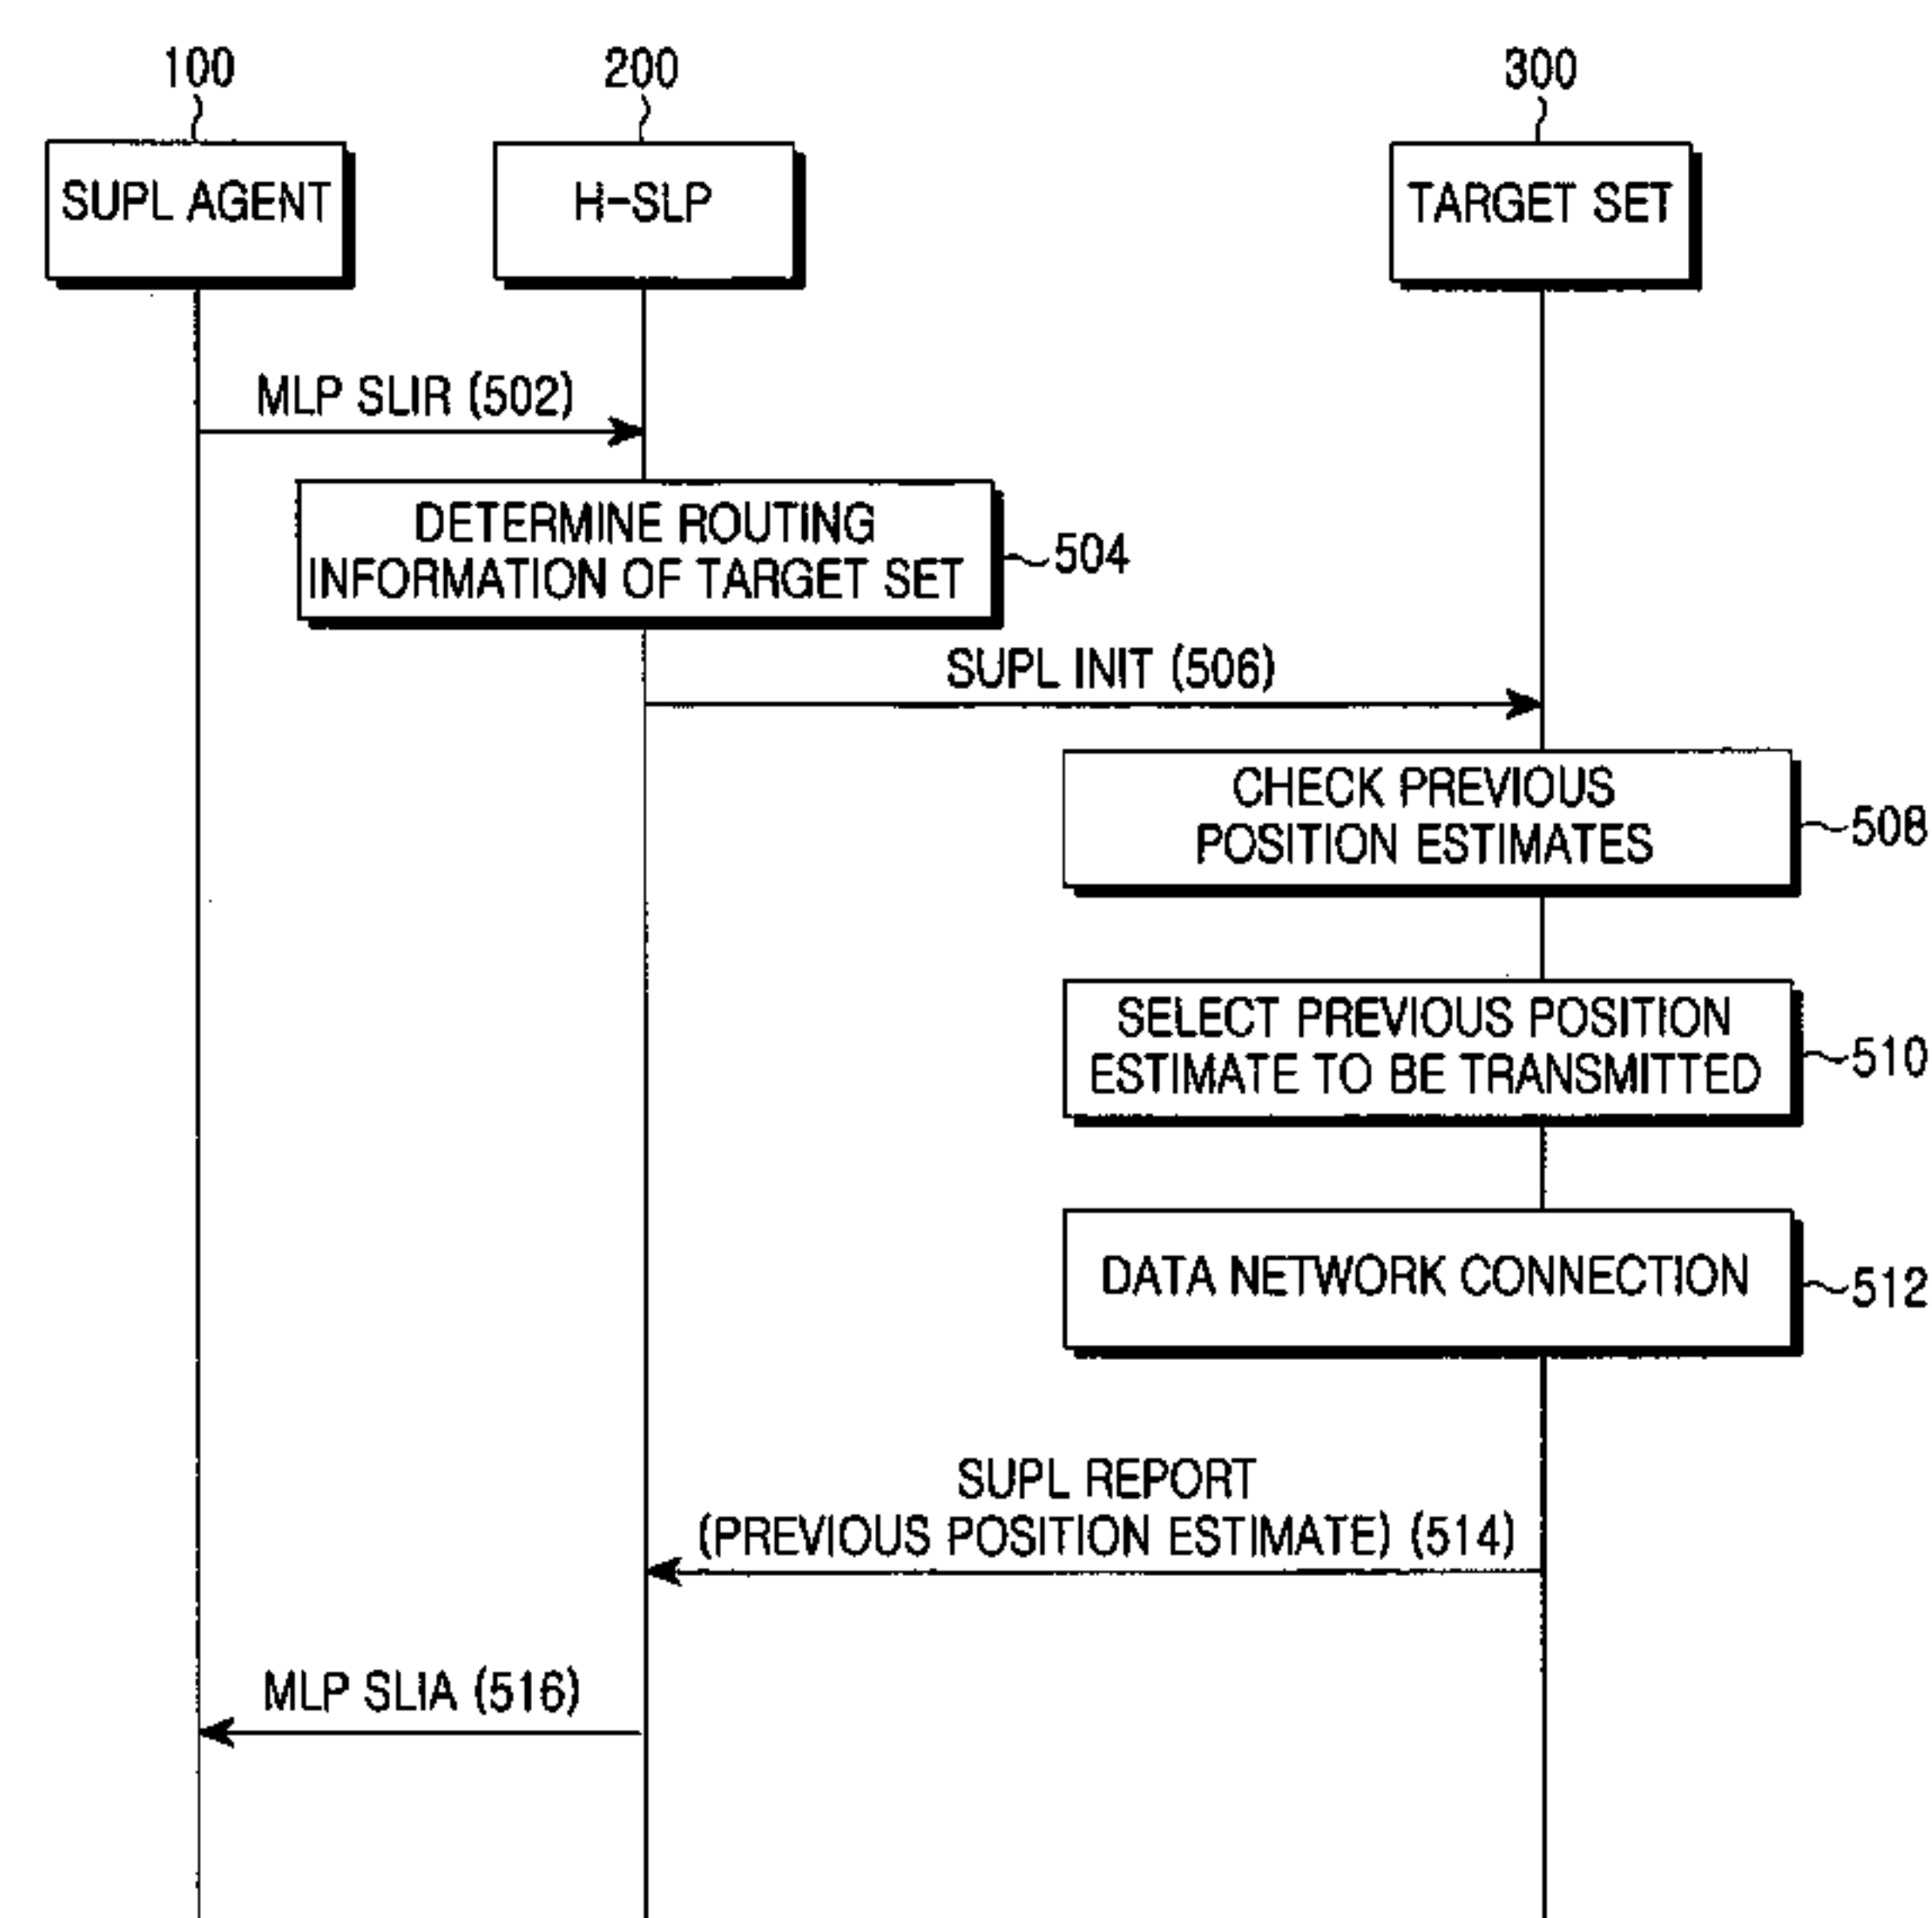 100
200
300
SUPL AGENT
H-SLP
TARGET SET
MLP SLIR (502)
DETERMINE ROUTING
INFORMATION OF TARGET SET
504
SUPL INIT (506)
CHECK PREVIOUS
POSITION ESTIMATES
508
SELECT PREVIOUS POSITION
ESTIMATE TO BE TRANSMITTED
510
DATA NETWORK CONNECTION
512
SUPL REPORT
(PREVIOUS POSITION ESTIMATE) (514)
MLP SLIA (516)